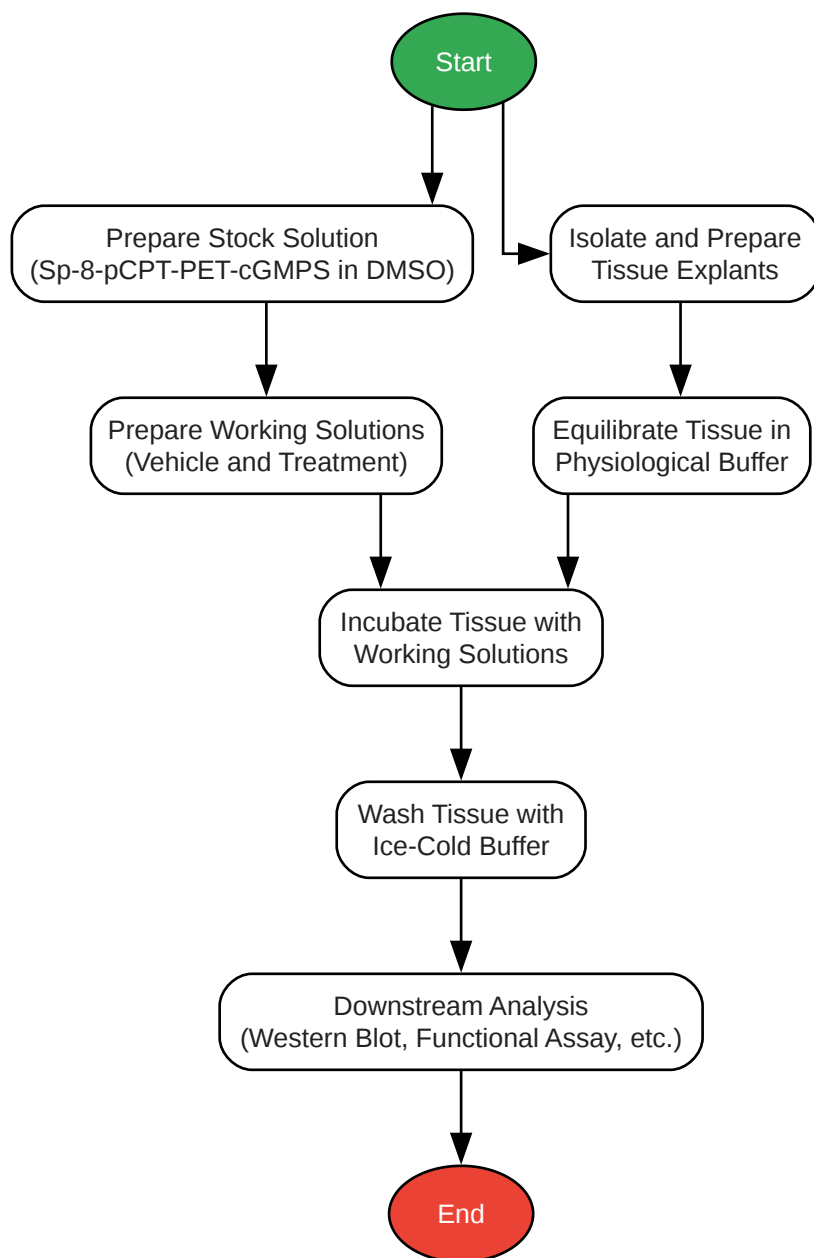 Start
Prepare Stock Solution
(Sp-8-pCPT-PET-cGMPS in DMSO)
Isolate and Prepare
Tissue Explants
Prepare Working Solutions
(Vehicle and Treatment)
Equilibrate Tissue in
Physiological Buffer
Incubate Tissue with
Working Solutions
Wash Tissue with
Ice-Cold Buffer
Downstream Analysis
(Western Blot, Functional Assay, etc.)
End